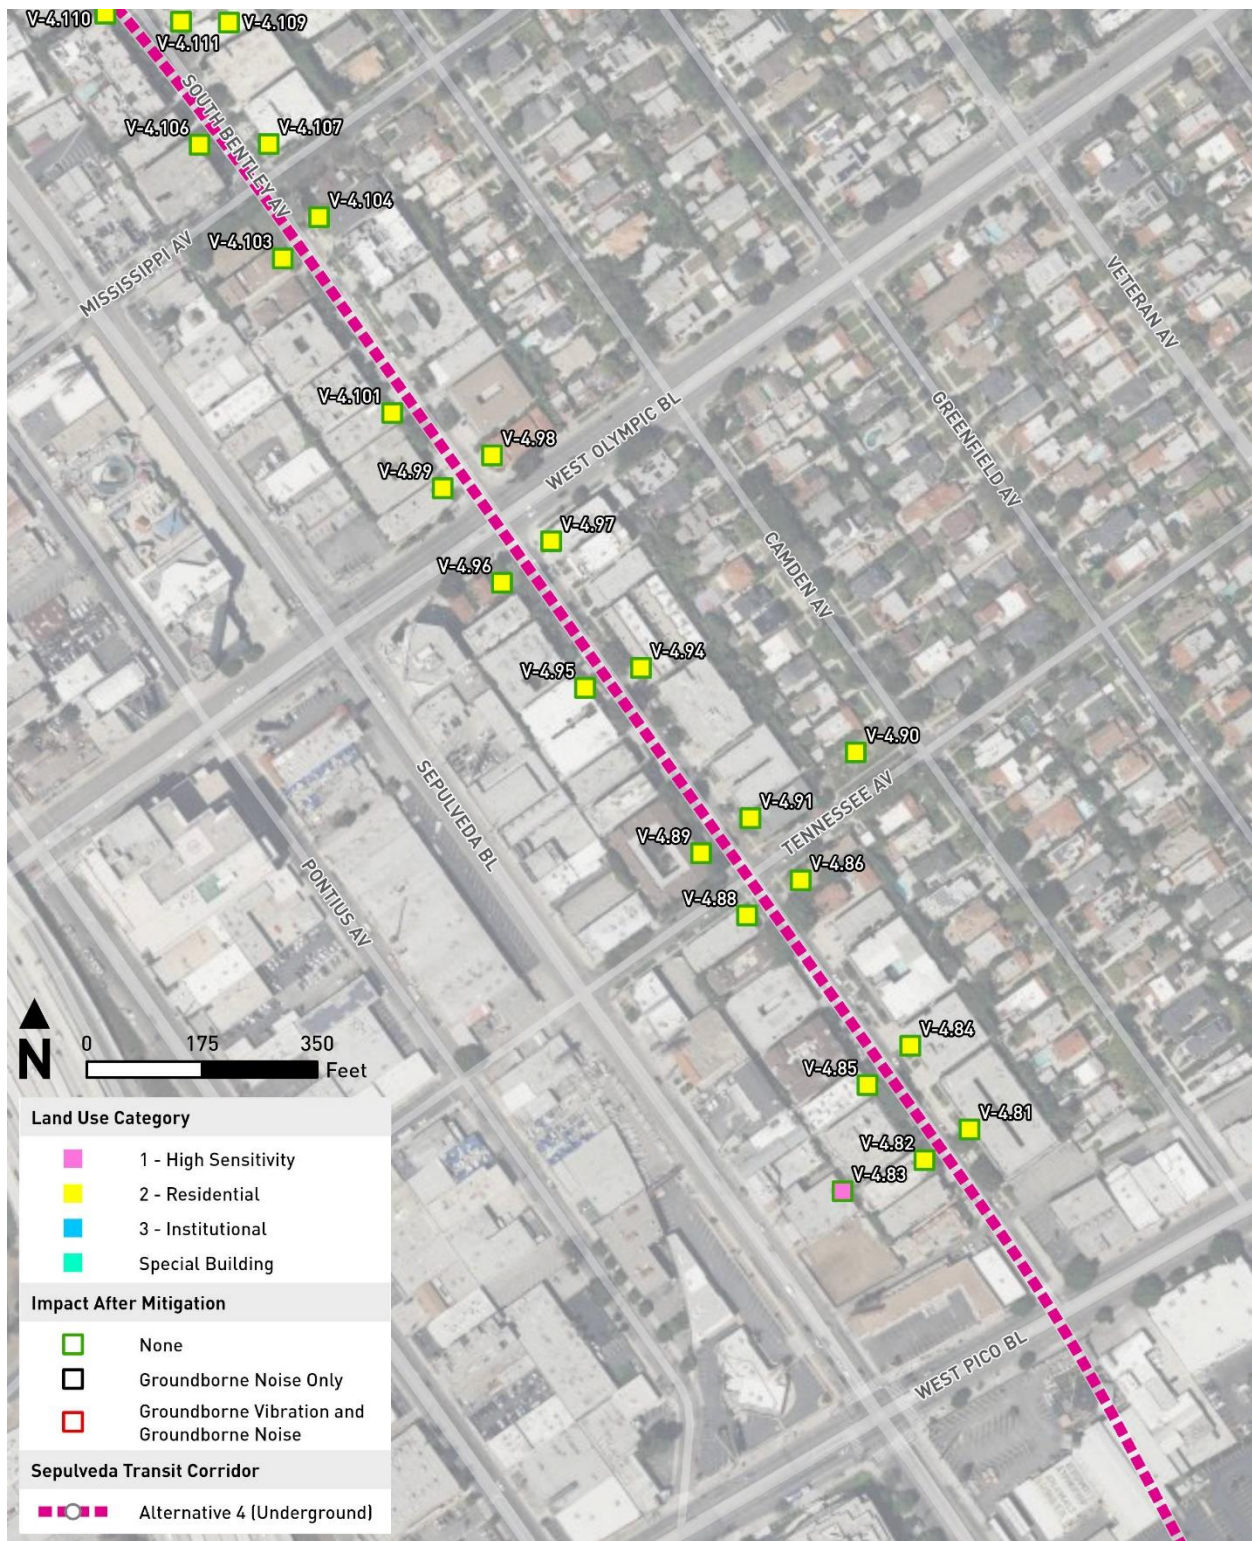 V-4.110
V-4.111
V-4.109
SOUTH BENTLEY AV
V-4.106
V-4.107
V-4.104
V-4.103
MISSISSIPPI AV
VETERAN AV
V-4.101
V-4.98
WEST OLYMPIC BL
GREENFIELD AV
V-4.99
V-4.97
V-4.96
CAMDEN AV
V-4.95
V-4.94
V-4.90
SEPULVEDA BL
V-4.91
TENNESSEE AV
V-4.89
V-4.86
V-4.88
PONTIUS AV
V-4.84
V-4.85
V-4.81
V-4.82
V-4.83
WEST PICO BL
N
0 175 350
Feet
Land Use Category
1 - High Sensitivity
2 - Residential
3 - Institutional
Special Building
Impact After Mitigation
None
Groundborne Noise Only
Groundborne Vibration and
Groundborne Noise
Sepulveda Transit Corridor
Alternative 4 (Underground)